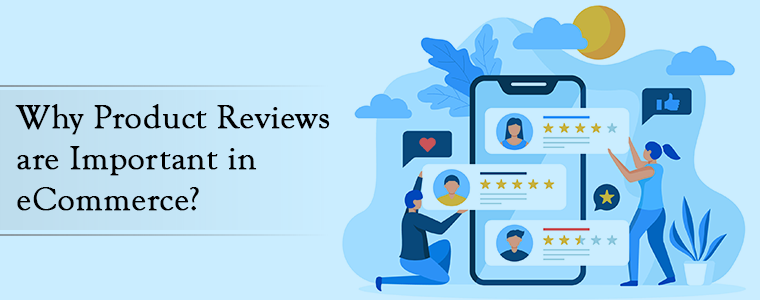 Why Product Reviews
are Important in
eCommerce?